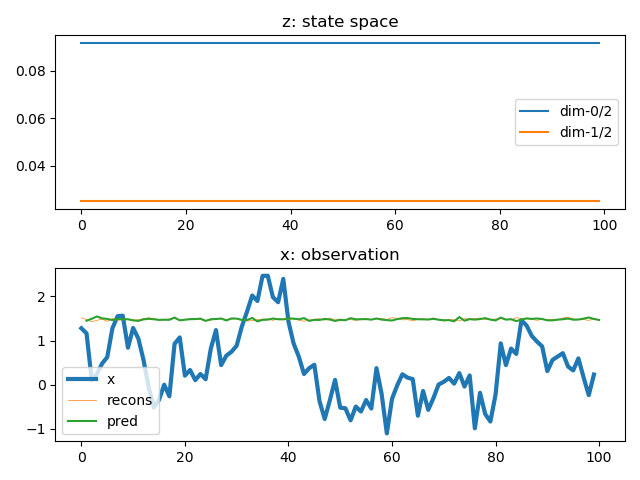 z: state space
0.08
0.06
0.04
dim-0/2
dim-1/2
0 20 40 60 80 100
x: observation
2
1
0
−1
x
recons
pred
0 20 40 60 80 100